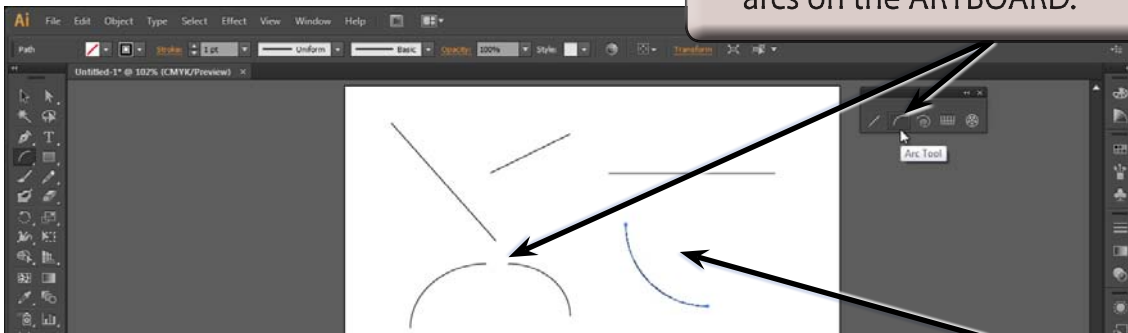 arcs on the ARTBOARD.
Ai File Edit Object Type Select Effect View Window Help
Path Stroke: 1 pt Uniform Basic Opacity: 100% Style: Transform
Untitled-1* @ 102% (CMYK/Preview) ×
Arc Tool